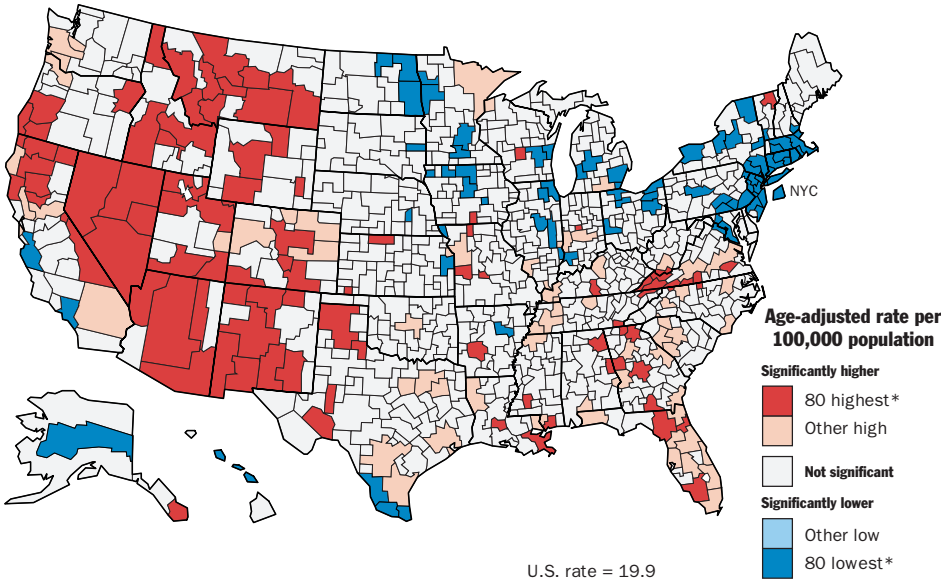 NYC
Age-adjusted rate per
100,000 population
Significantly higher
80 highest*
Other high
Not significant
Significantly lower
Other low
80 lowest*
U.S. rate = 19.9